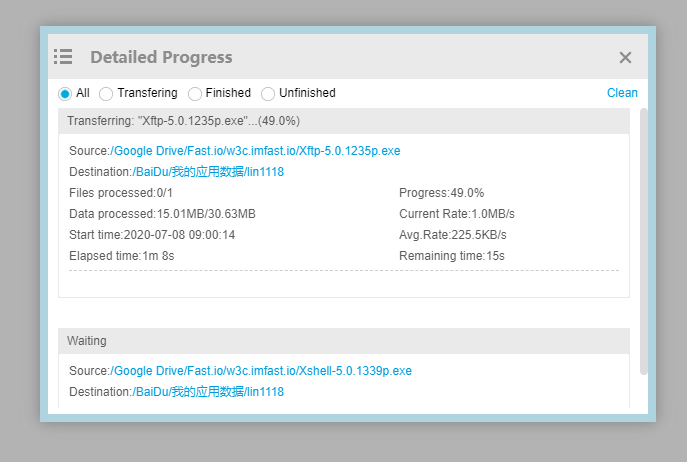 Detailed Progress
All Transfering Finished Unfinished Clean
Transferring: "Xftp-5.0.1235p.exe"...(49.0%)
Source:/Google Drive/Fast.io/w3c.imfast.io/Xftp-5.0.1235p.exe
Destination:/BaiDu/我的应用数据/lin1118
Files processed:0/1 Progress:49.0%
Data processed:15.01MB/30.63MB Current Rate:1.0MB/s
Start time:2020-07-08 09:00:14 Avg.Rate:225.5KB/s
Elapsed time:1m 8s Remaining time:15s
Waiting
Source:/Google Drive/Fast.io/w3c.imfast.io/Xshell-5.0.1339p.exe
Destination:/BaiDu/我的应用数据/lin1118